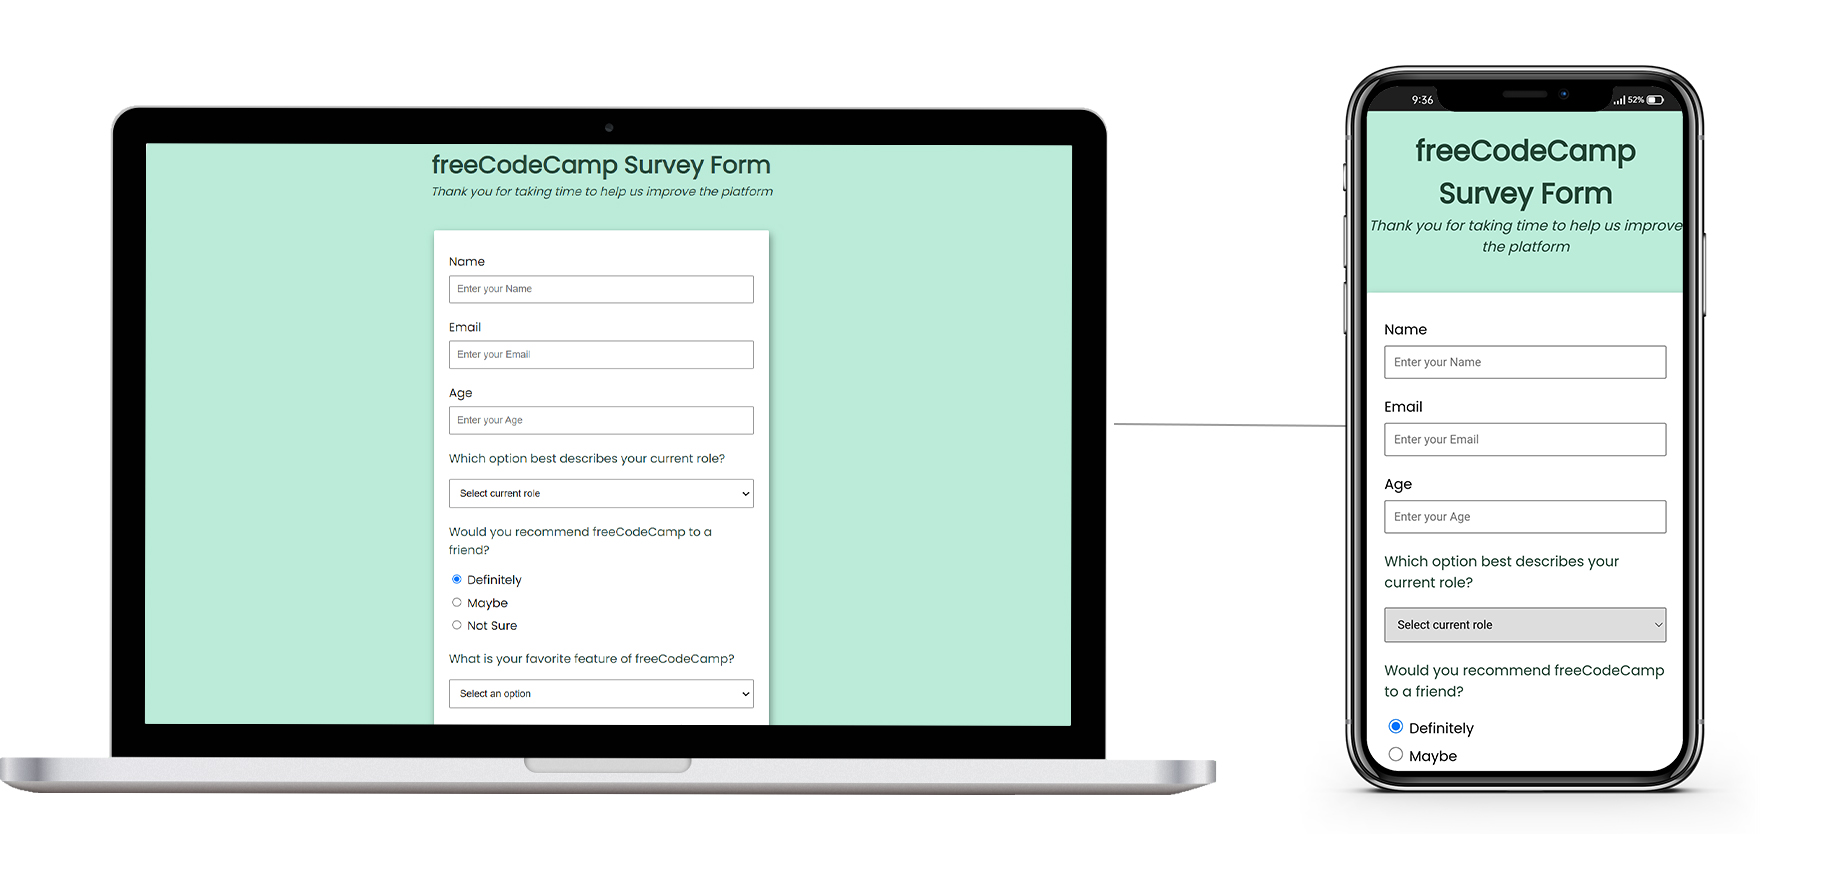 freeCodeCamp Survey Form
Thank you for taking time to help us improve the platform
Name
Enter your Name
Email
Enter your Email
Age
Enter your Age
Which option best describes your current role?
Select current role
Would you recommend freeCodeCamp to a
friend?
Definitely
Maybe
Not Sure
What is your favorite feature of freeCodeCamp?
Select an option
9:36
52%
freeCodeCamp
Survey Form
Thank you for taking time to help us improve
the platform
Name
Enter your Name
Email
Enter your Email
Age
Enter your Age
Which option best describes your
current role?
Select current role
Would you recommend freeCodeCamp
to a friend?
Definitely
Maybe